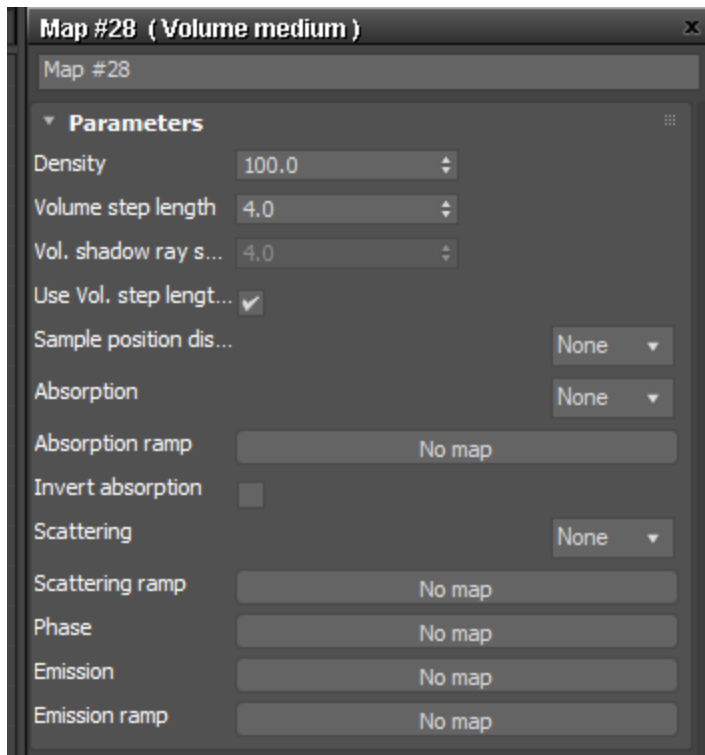 Map #28 ( Volume medium )
Map #28
Parameters
Density 100.0
Volume step length 4.0
Vol. shadow ray s... 4.0
Use Vol. step lengt...
Sample position dis... None
Absorption None
Absorption ramp No map
Invert absorption
Scattering None
Scattering ramp No map
Phase No map
Emission No map
Emission ramp No map